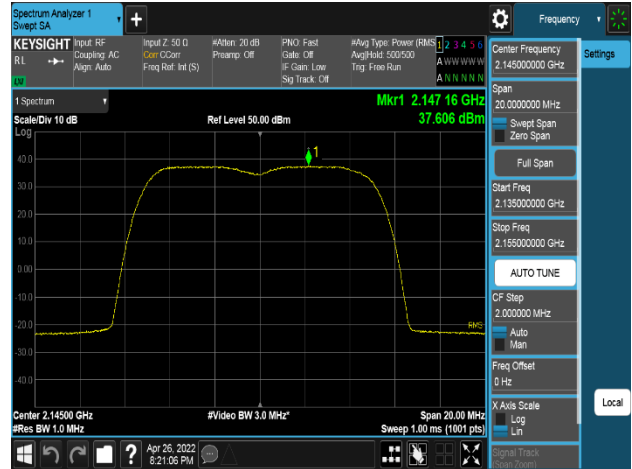 Spectrum Analyzer 1
Swept SA
+
Frequency
KEYSIGHT
RL
Input: RF
Coupling: AC
Align: Auto
Input Z: 50 Ω
Corr CCorr
Freq Ref: Int (S)
#Atten: 20 dB
Preamp: Off
PNO: Fast
Gate: Off
IF Gain: Low
Sig Track: Off
#Avg Type: Power (RMS
Avg|Hold: 500/500
Trig: Free Run
1 2 3 4 5 6
A W W W W W
A N N N N N
1 Spectrum
Scale/Div 10 dB
Log
Ref Level 50.00 dBm
Mkr1 2.147 16 GHz
37.606 dBm
1
40.0
30.0
20.0
10.0
0.00
-10.0
-20.0
-30.0
-40.0
RMS
Center 2.14500 GHz
#Res BW 1.0 MHz
#Video BW 3.0 MHz*
Span 20.00 MHz
Sweep 1.00 ms (1001 pts)
?
Apr 26, 2022
8:21:06 PM
Center Frequency
2.145000000 GHz
Span
20.0000000 MHz
Swept Span
Zero Span
Full Span
Start Freq
2.135000000 GHz
Stop Freq
2.155000000 GHz
AUTO TUNE
CF Step
2.000000 MHz
Auto
Man
Freq Offset
0 Hz
X Axis Scale
Log
Lin
Signal Track
(Span Zoom)
Settings
Local